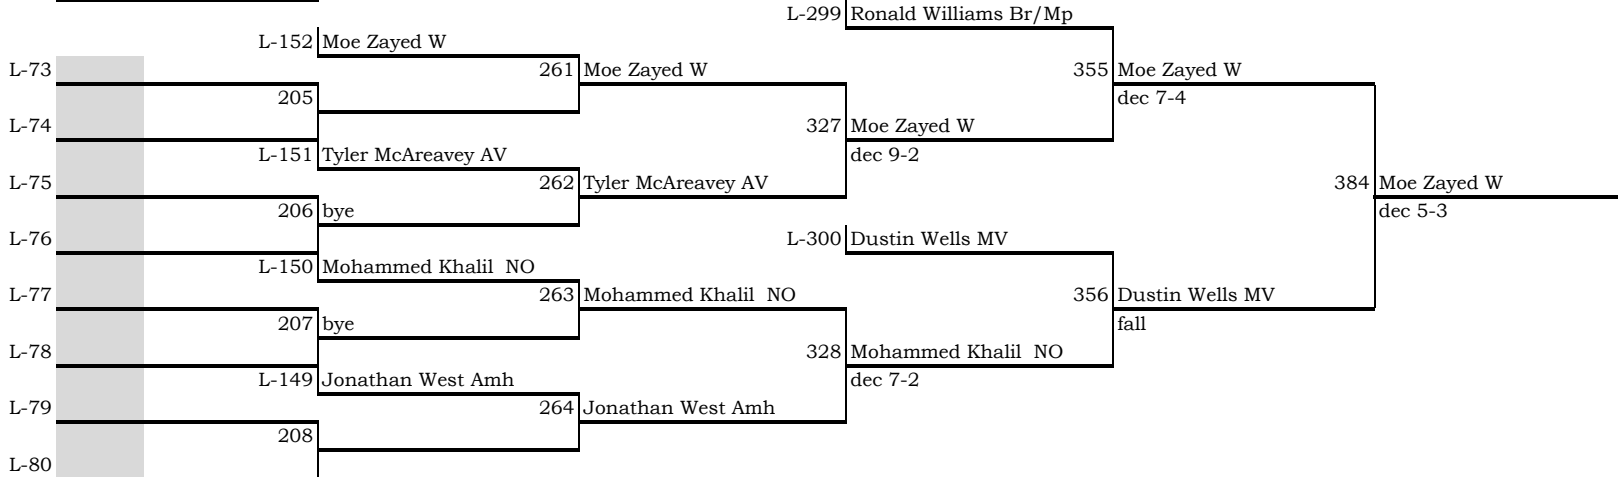 L-299 Ronald Williams Br/Mp
L-152 Moe Zayed W
L-73 261 Moe Zayed W 355 Moe Zayed W
205 dec 7-4
L-74 327 Moe Zayed W
L-151 Tyler McAreavey AV dec 9-2
L-75 262 Tyler McAreavey AV 384 Moe Zayed W
206 bye dec 5-3
L-76 L-300 Dustin Wells MV
L-150 Mohammed Khalil NO
L-77 263 Mohammed Khalil NO 356 Dustin Wells MV
207 bye fall
L-78 328 Mohammed Khalil NO
L-149 Jonathan West Amh dec 7-2
L-79 264 Jonathan West Amh
208
L-80